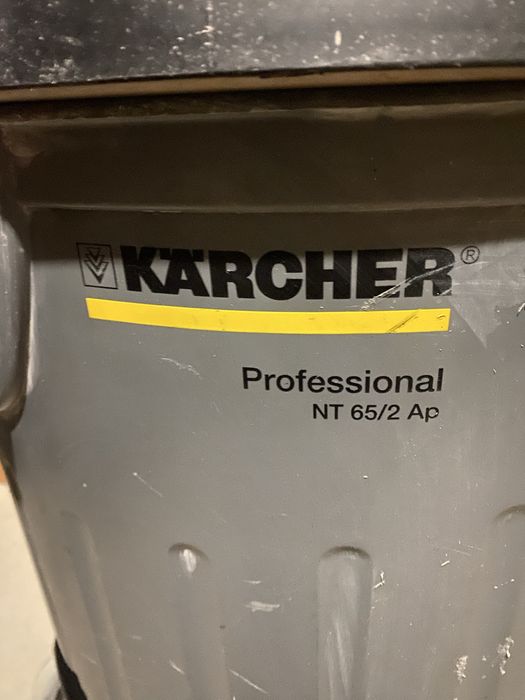 KÄRCHER®
Professional
NT 65/2 Ap